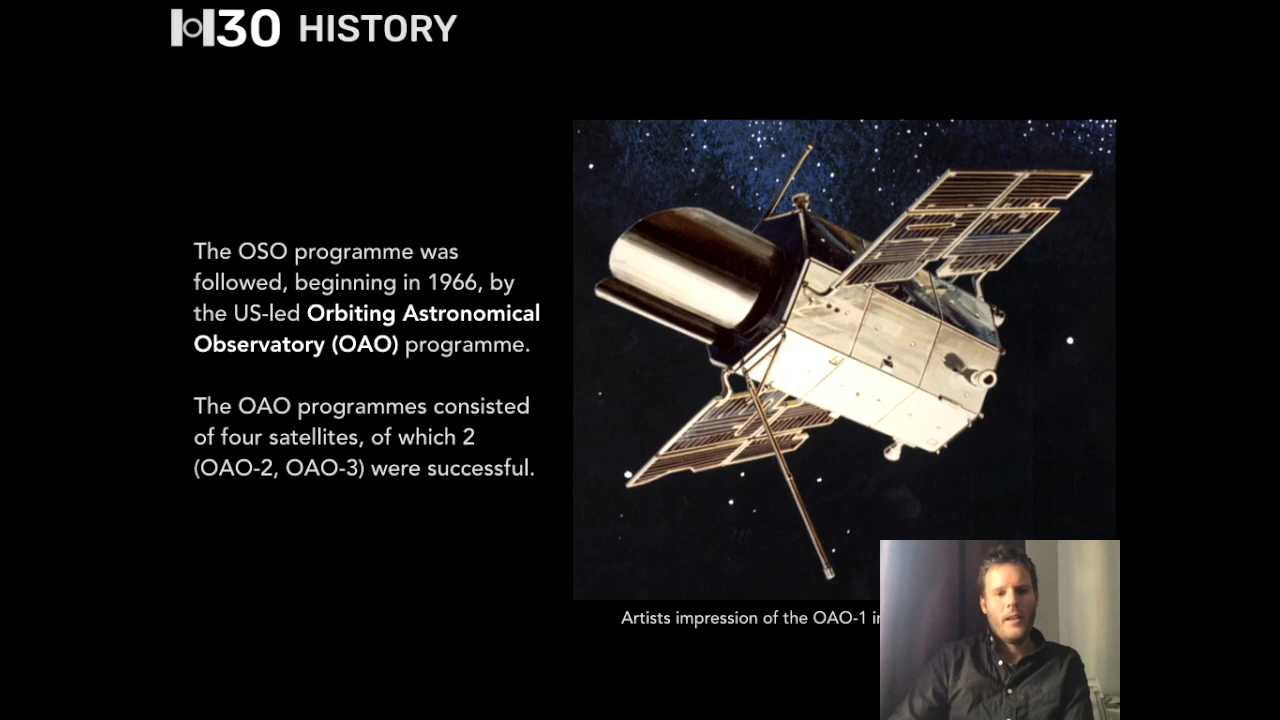 H30 HISTORY
The OSO programme was
followed, beginning in 1966, by
the US-led Orbiting Astronomical
Observatory (OAO) programme.
The OAO programmes consisted
of four satellites, of which 2
(OAO-2, OAO-3) were successful.
Artists impression of the OAO-1